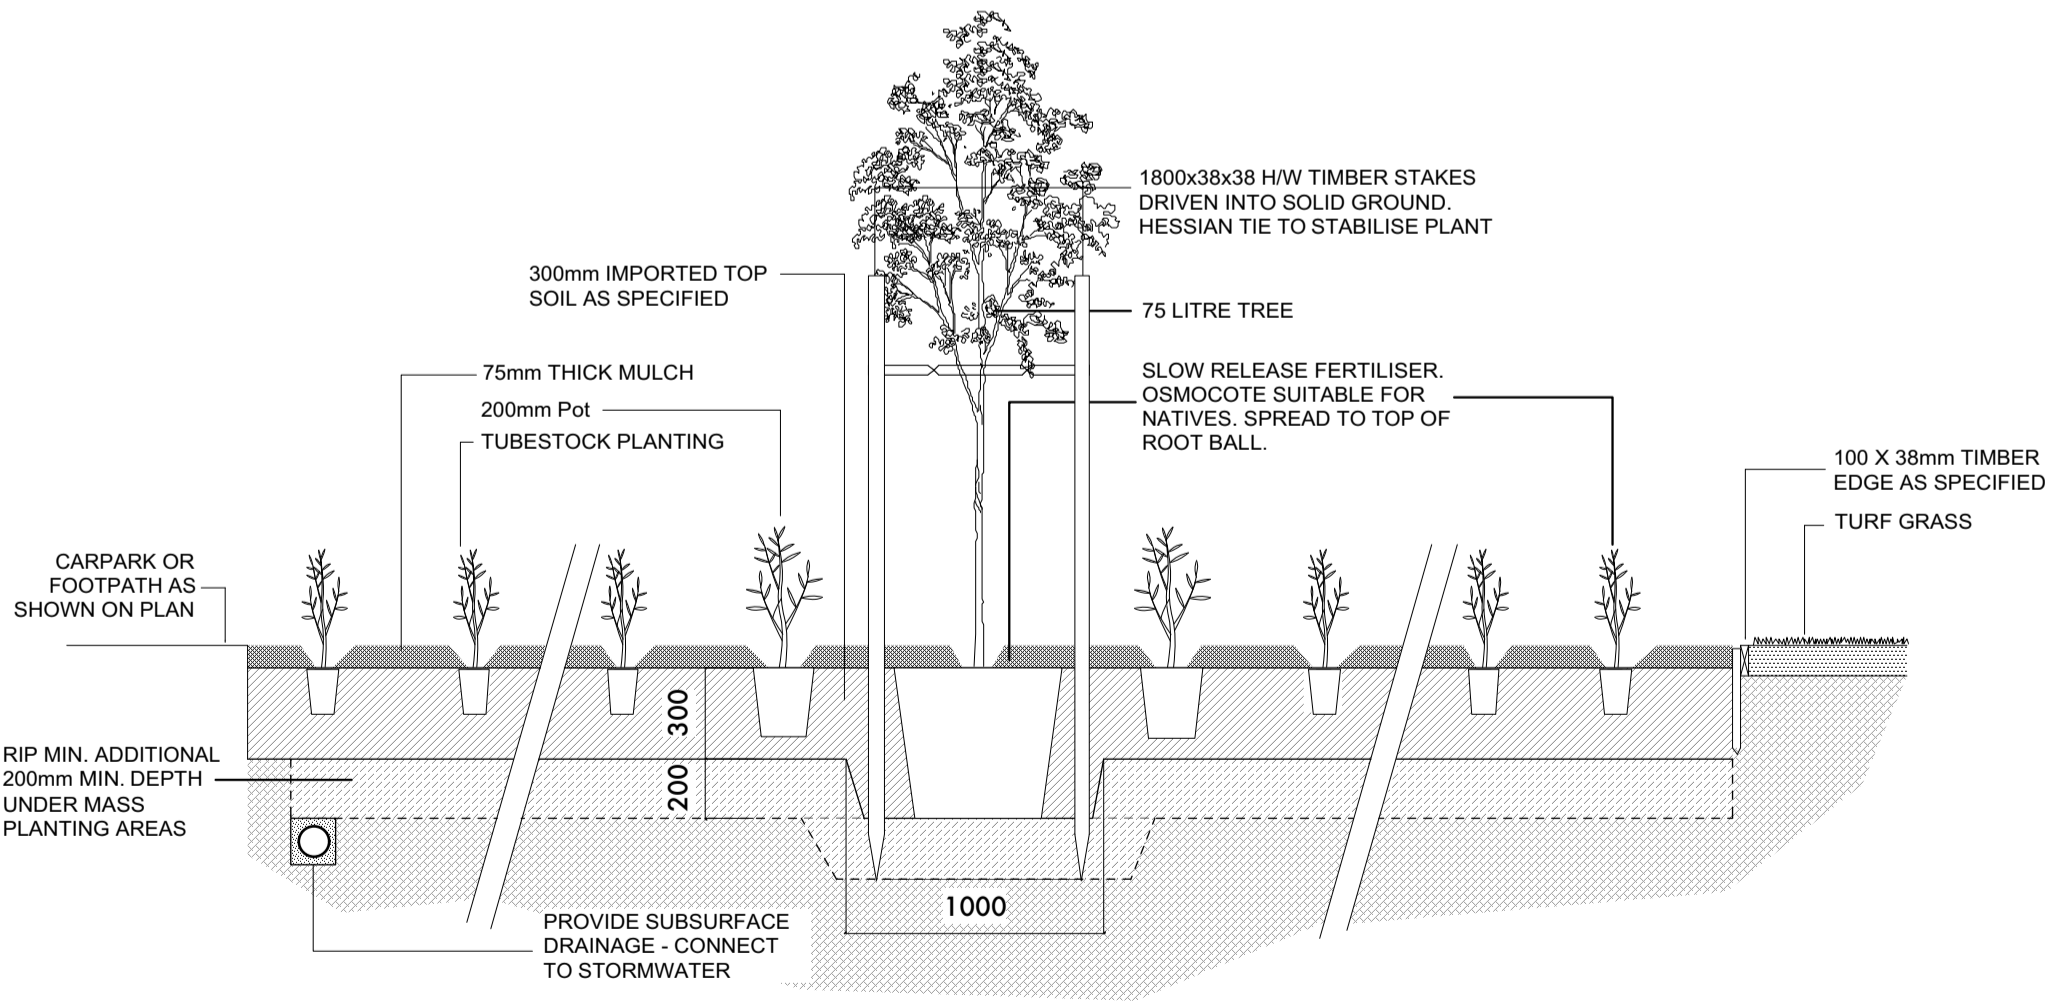 1800x38x38 H/W TIMBER STAKES
DRIVEN INTO SOLID GROUND.
HESSIAN TIE TO STABILISE PLANT
300mm IMPORTED TOP
SOIL AS SPECIFIED
75 LITRE TREE
75mm THICK MULCH
200mm Pot
TUBESTOCK PLANTING
SLOW RELEASE FERTILISER.
OSMOCOTE SUITABLE FOR
NATIVES. SPREAD TO TOP OF
ROOT BALL.
100 X 38mm TIMBER
EDGE AS SPECIFIED
TURF GRASS
CARPARK OR
FOOTPATH AS
SHOWN ON PLAN
300
200
RIP MIN. ADDITIONAL
200mm MIN. DEPTH
UNDER MASS
PLANTING AREAS
1000
PROVIDE SUBSURFACE
DRAINAGE - CONNECT
TO STORMWATER